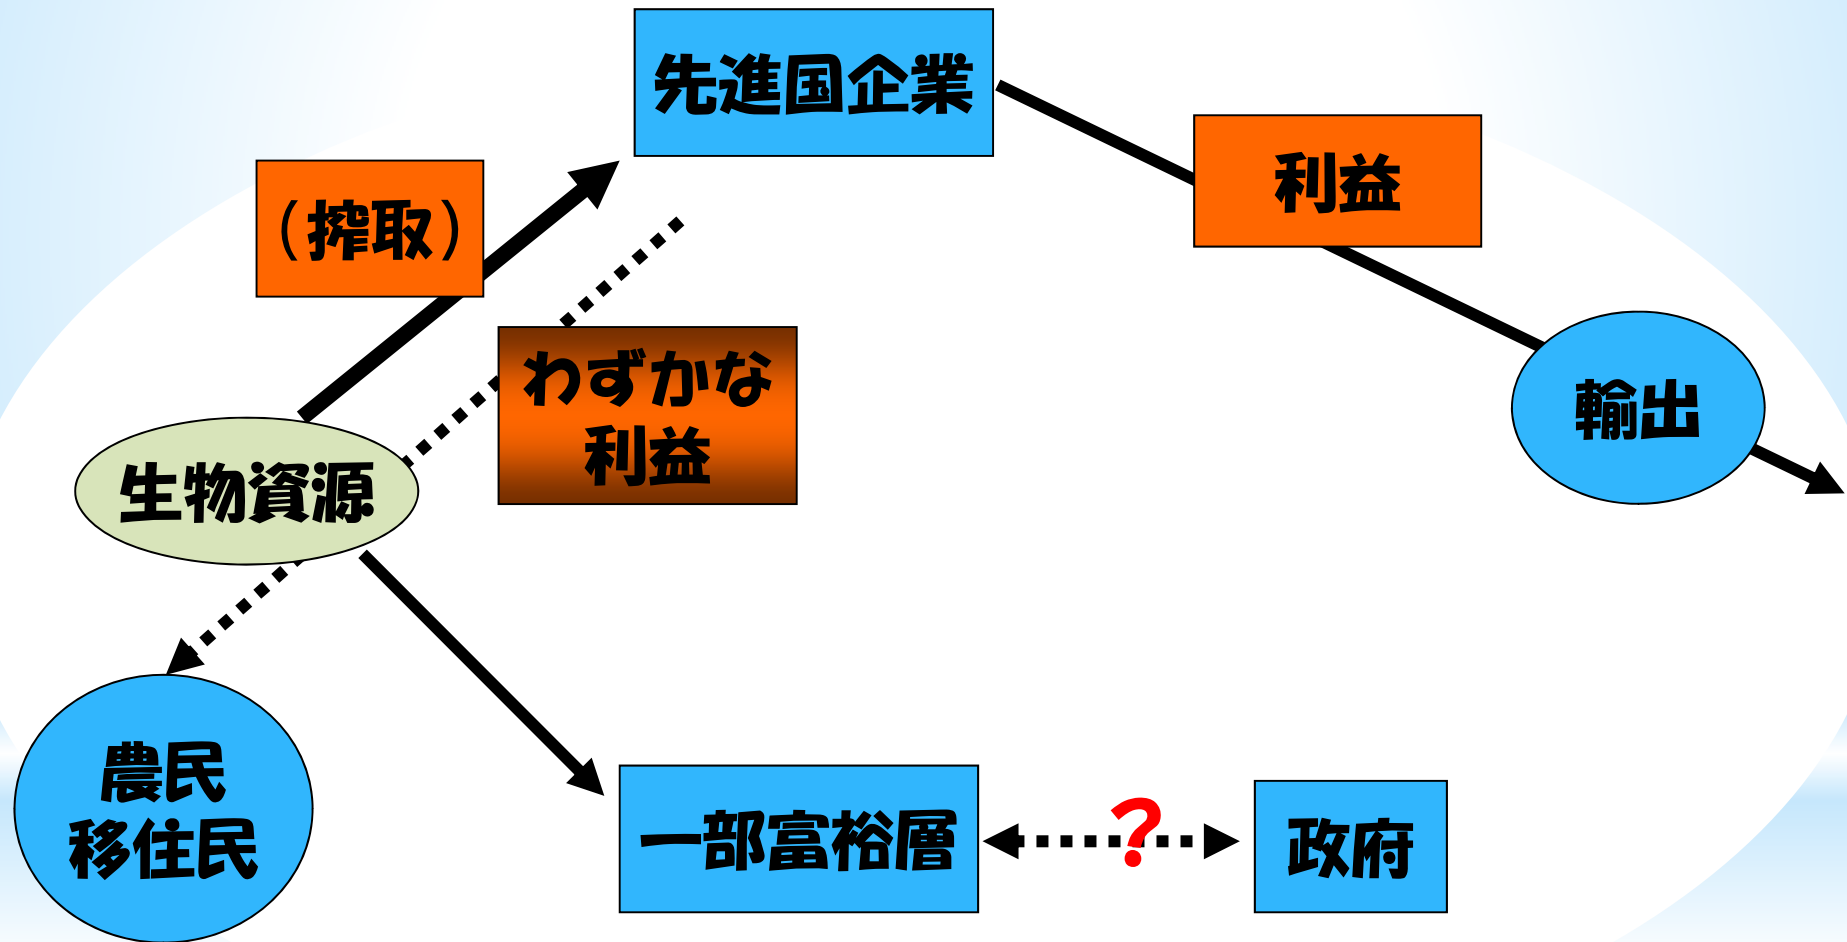 先進国企業
利益
（搾取）
わずかな
利益
輸出
生物資源
農民
移住民
一部富裕層
?
政府